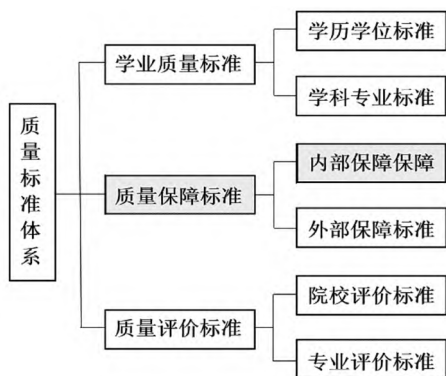 质量标准体系
学业质量标准
学历学位标准
学科专业标准
质量保障标准
内部保障保障
外部保障标准
质量评价标准
院校评价标准
专业评价标准